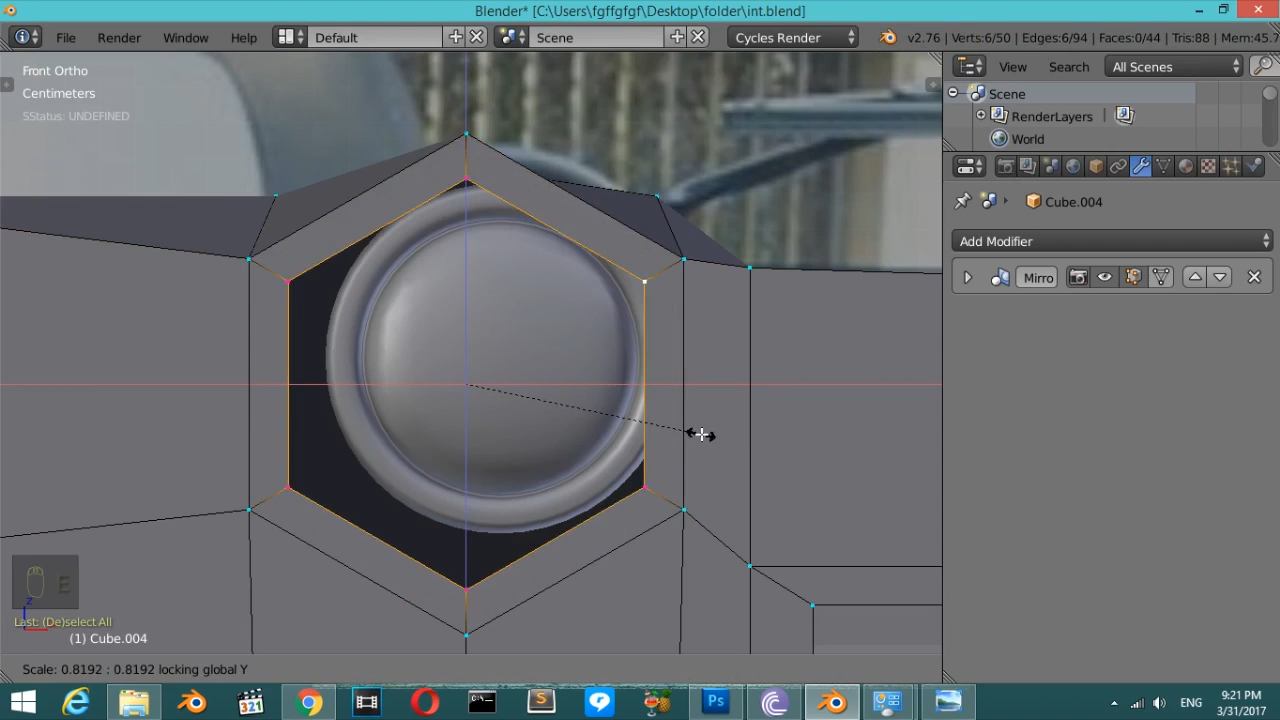 Blender* [C:\Users\fgffgfgf\Desktop\folder\int.blend]
File Render Window Help Default Scene Cycles Render v2.76 | Verts:6/50 | Edges:6/94 | Faces:0/44 | Tris:88 | Mem:45.7
Front Ortho
Centimeters
SStatus: UNDEFINED
View Search All Scenes
Scene
RenderLayers
World
Cube.004
Add Modifier
Mirro
E
z
Last: (De)select All
(1) Cube.004
Scale: 0.8192 : 0.8192 locking global Y
321
Ps
ENG
9:21 PM
3/31/2017